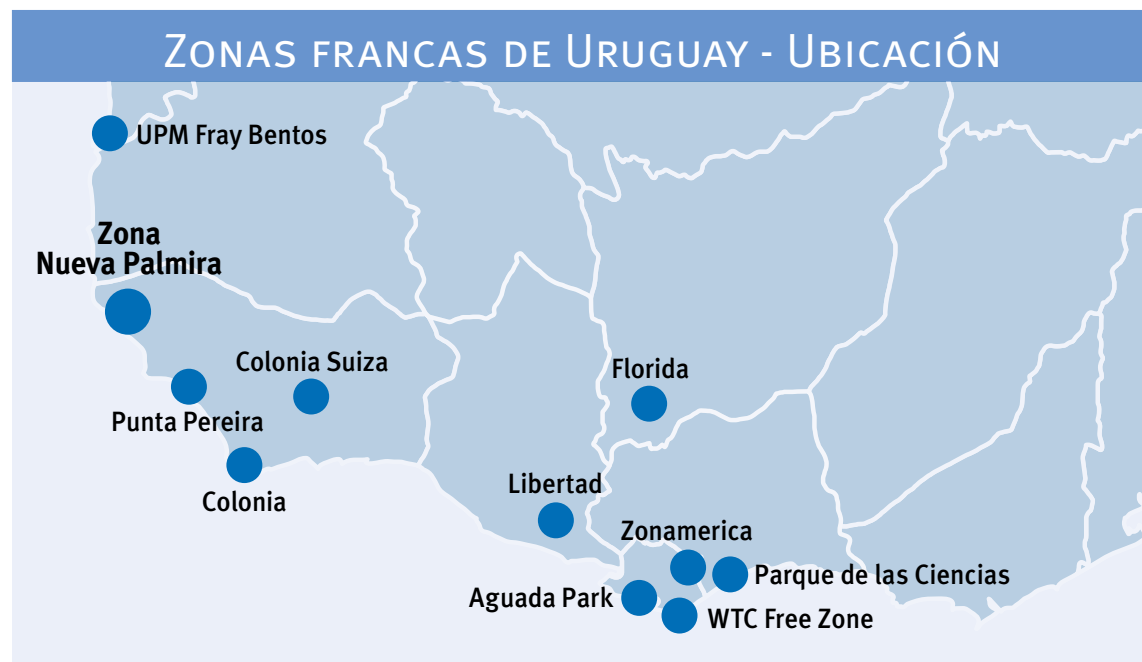 Zonas francas de Uruguay - Ubicación
UPM Fray Bentos
Zona
Nueva Palmira
Colonia Suiza
Florida
Punta Pereira
Colonia
Libertad
Zonamerica
Parque de las Ciencias
Aguada Park
WTC Free Zone